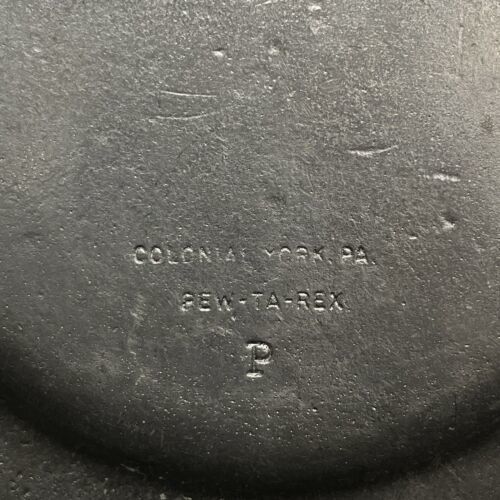 COLONIAL YORK, PA.
PEW-TA-REX
P